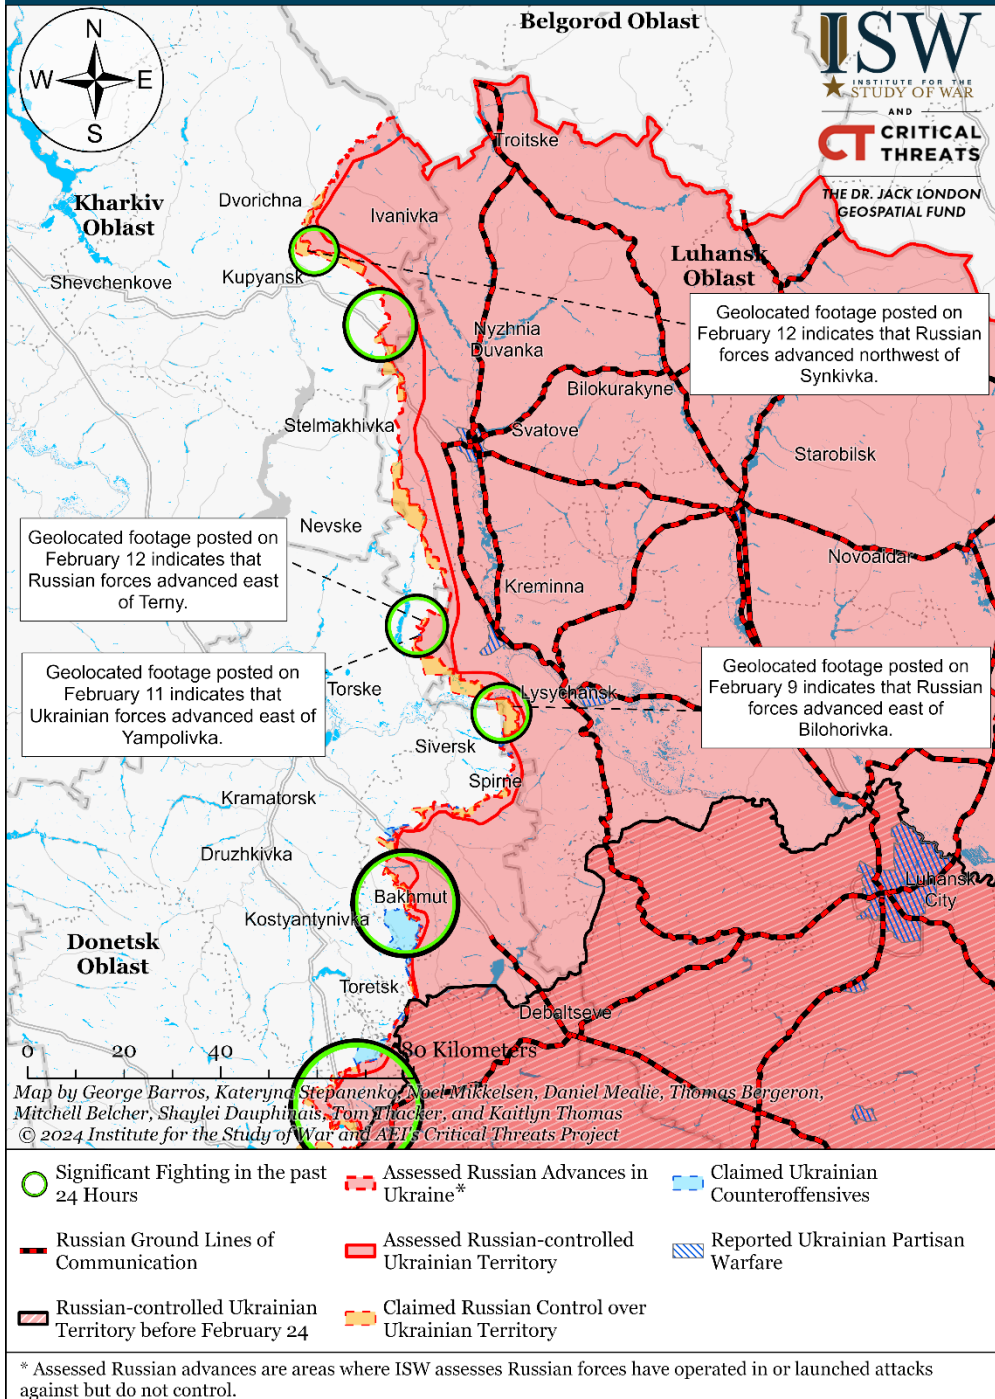 Belgorod Oblast
N
W
E
S
ISW
INSTITUTE FOR THE
STUDY OF WAR
AND
CT CRITICAL
THREATS
THE DR. JACK LONDON
GEOSPATIAL FUND
Troitske
Kharkiv
Oblast
Dvorichna
Ivanivka
Luhansk
Oblast
Shevchenkove
Kupyansk
Geolocated footage posted on
February 12 indicates that Russian
forces advanced northwest of
Synkivka.
Nyzhnia
Duvanka
Bilokurakyne
Stelmakhivka
Svatove
Starobilsk
Nevske
Geolocated footage posted on
February 12 indicates that
Russian forces advanced east
of Terny.
Novoaidar
Kreminna
Geolocated footage posted on
February 11 indicates that
Ukrainian forces advanced east of
Yampolivka.
Torske
Lysychansk
Geolocated footage posted on
February 9 indicates that Russian
forces advanced east of
Bilohorivka.
Siversk
Spirne
Kramatorsk
Druzhkivka
Bakhmut
Luhansk
City
Kostyantynivka
Donetsk
Oblast
Toretsk
Debaltseve
0 20 40 80 Kilometers
Map by George Barros, Kateryna Stepanenko, Noel Mikkelsen, Daniel Mealie, Thomas Bergeron,
Mitchell Belcher, Shaylei Dauphinais, Tom Thacker, and Kaitlyn Thomas
© 2024 Institute for the Study of War and AEI's Critical Threats Project
Significant Fighting in the past
24 Hours
Assessed Russian Advances in
Ukraine*
Claimed Ukrainian
Counteroffensives
Russian Ground Lines of
Communication
Assessed Russian-controlled
Ukrainian Territory
Reported Ukrainian Partisan
Warfare
Russian-controlled Ukrainian
Territory before February 24
Claimed Russian Control over
Ukrainian Territory
* Assessed Russian advances are areas where ISW assesses Russian forces have operated in or launched attacks
against but do not control.